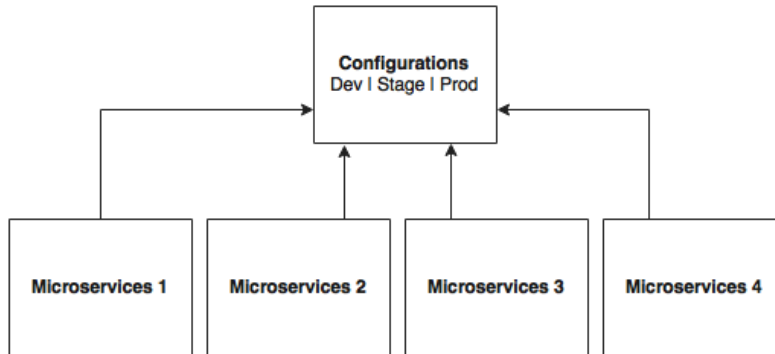 Configurations
Dev | Stage | Prod
Microservices 1
Microservices 2
Microservices 3
Microservices 4